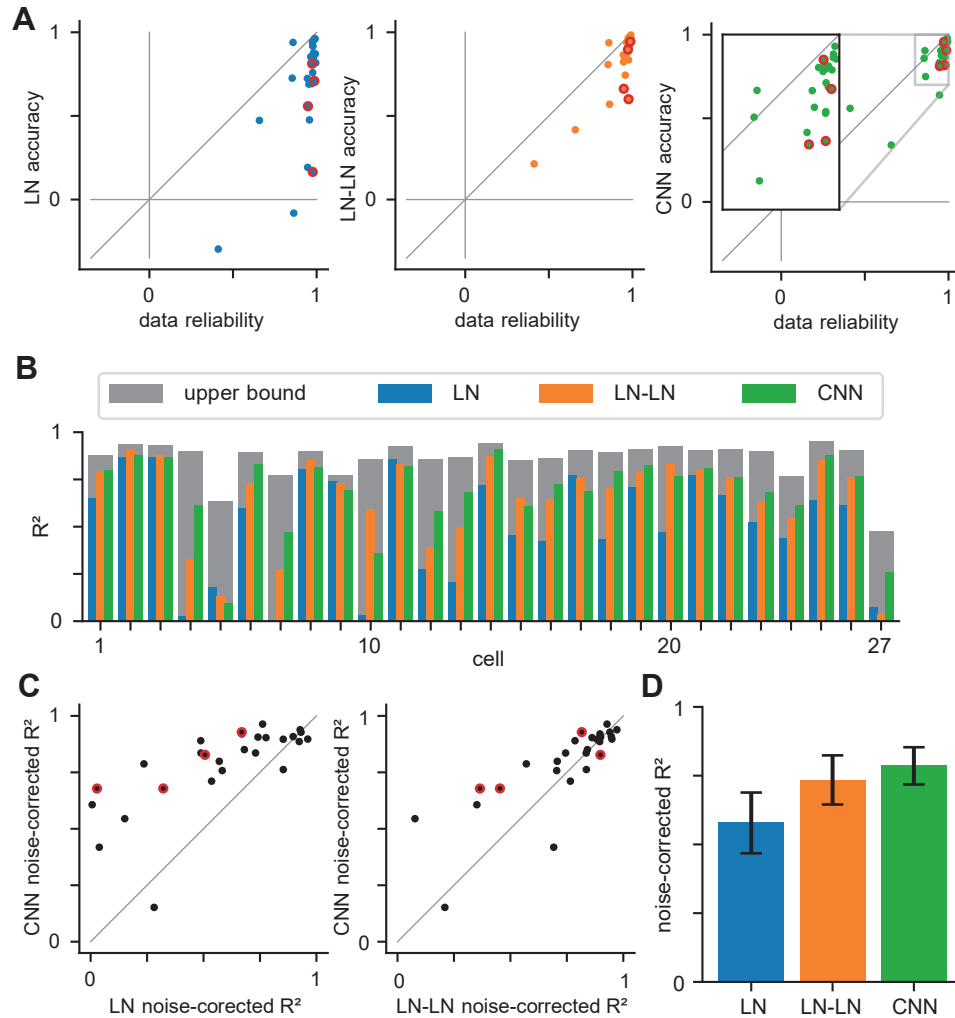 A
1
0
LN accuracy
0
1
data reliability
1
0
LN-LN accuracy
0
1
data reliability
1
0
CNN accuracy
0
1
data reliability
B
upper bound
LN
LN-LN
CNN
1
0
R²
1
10
20
27
cell
C
1
0
CNN noise-corrected R²
0
1
LN noise-corected R²
1
0
CNN noise-corrected R²
0
1
LN-LN noise-corected R²
D
1
0
noise-corrected R²
LN
LN-LN
CNN